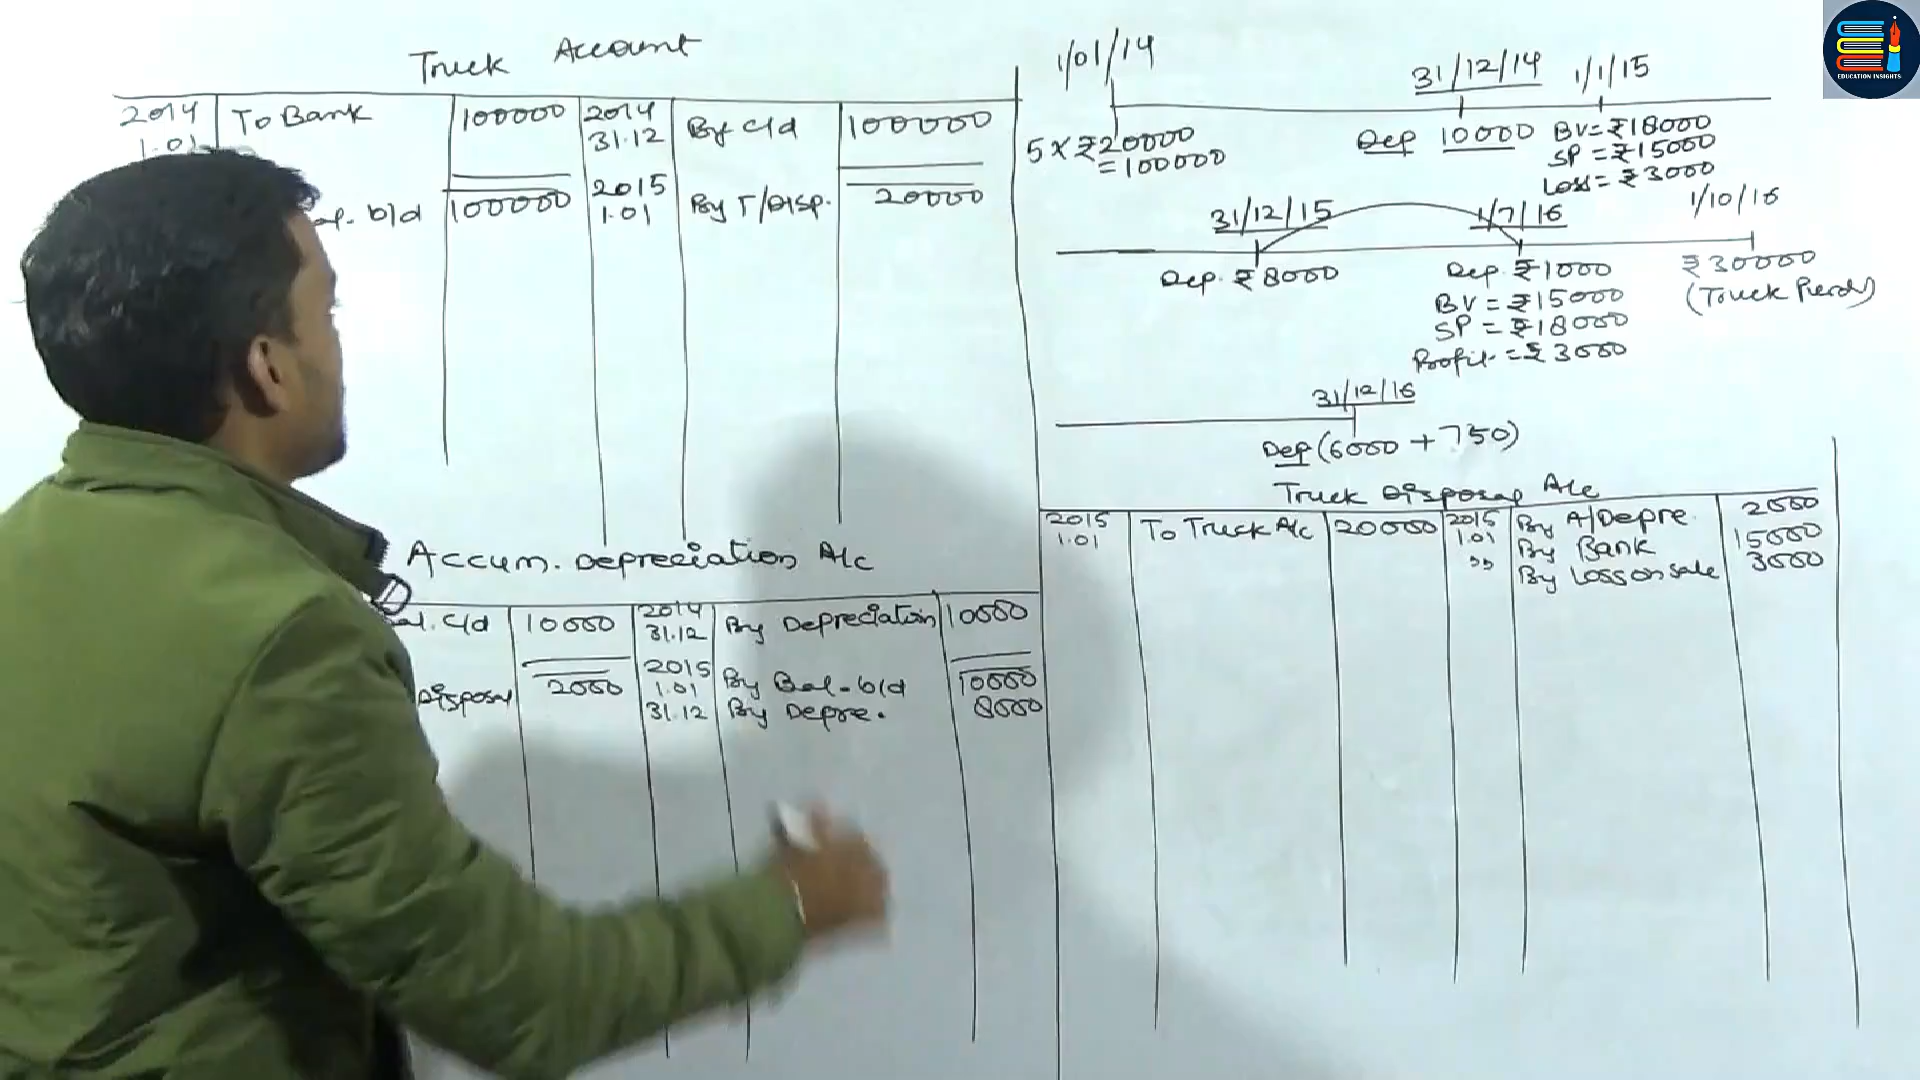 Truck Account
2014
1.01
To Bank
100000
2014
31.12
By C/d
100000
100000
b/d
2015
1.01
By T/Disp.
20000
1/01/14
31/12/14
1/1/15
5 x ₹20000
= 100000
Dep 10000
BV = ₹18000
SP = ₹15000
Loss = ₹3000
31/12/15
1/7/16
1/10/16
Dep. ₹8000
Dep. ₹1000
BV = ₹15000
SP = ₹18000
Profit = ₹3000
₹30000
(Truck
31/12/16
Dep (6000 + 750)
Accum. Depreciation A/c
C/d
10000
2014
31.12
By Depreciation
10000
Disposal
2000
2015
1.01
By Bal. b/d
10000
31.12
By Depre.
8000
Truck Disposal A/c
2015
1.01
To Truck A/c
20000
2015
1.01
By A/Depre.
2000
By Bank
15000
"
By Loss on sale
3000
EDUCATION INSIGHTS